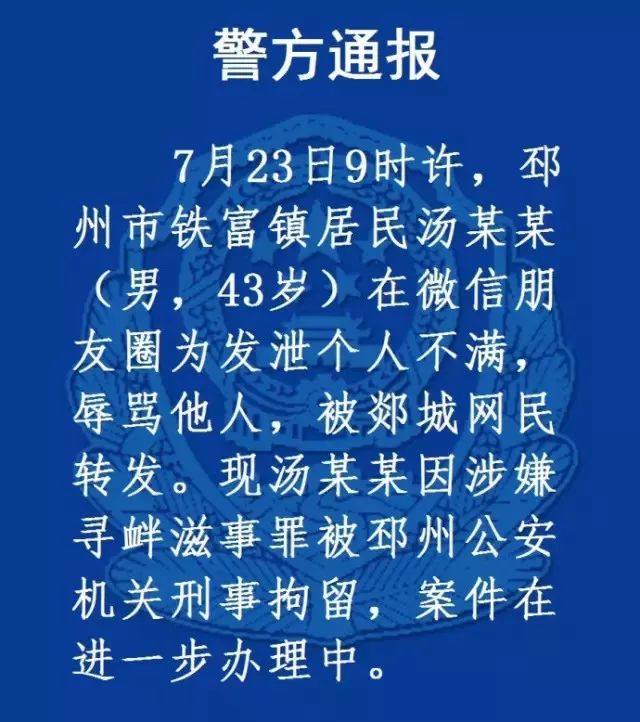 警方通报
7月23日9时许，邳
州市铁富镇居民汤某某
（男，43岁）在微信朋
友圈为发泄个人不满，
辱骂他人，被郯城网民
转发。现汤某某因涉嫌
寻衅滋事罪被邳州公安
机关刑事拘留，案件在
进一步办理中。